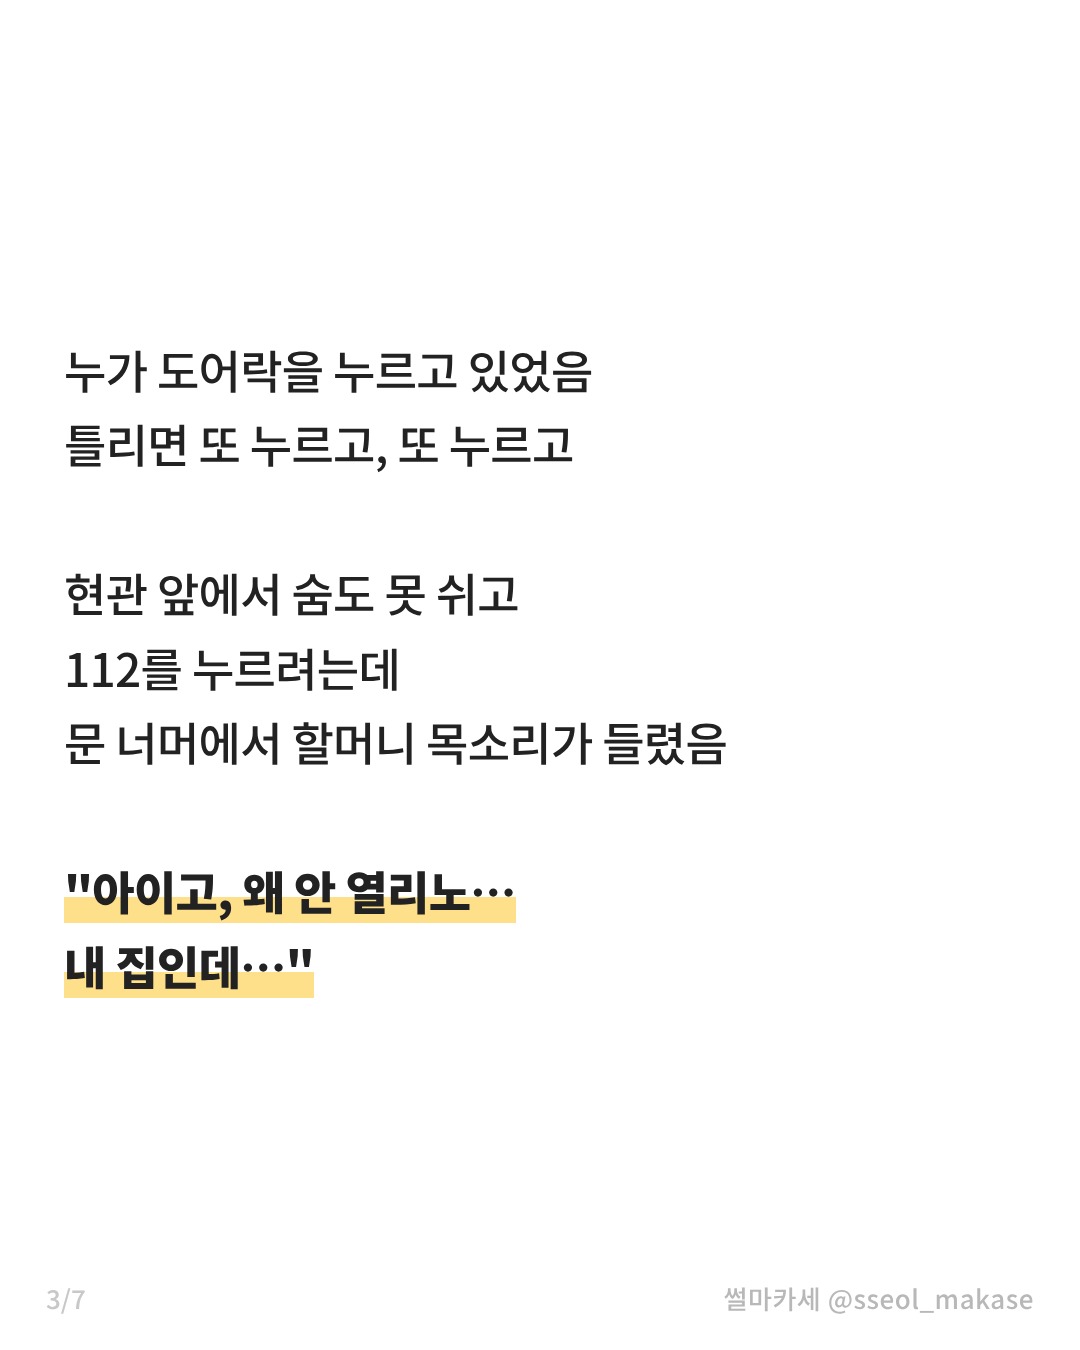 누가 도어락을 누르고 있었음
틀리면 또 누르고, 또 누르고
현관 앞에서 숨도 못 쉬고
112를 누르려는데
문 너머에서 할머니 목소리가 들렸음
"아이고, 왜 안 열리노…
내 집인데…"
3/7
썰마카세 @sseol_makase